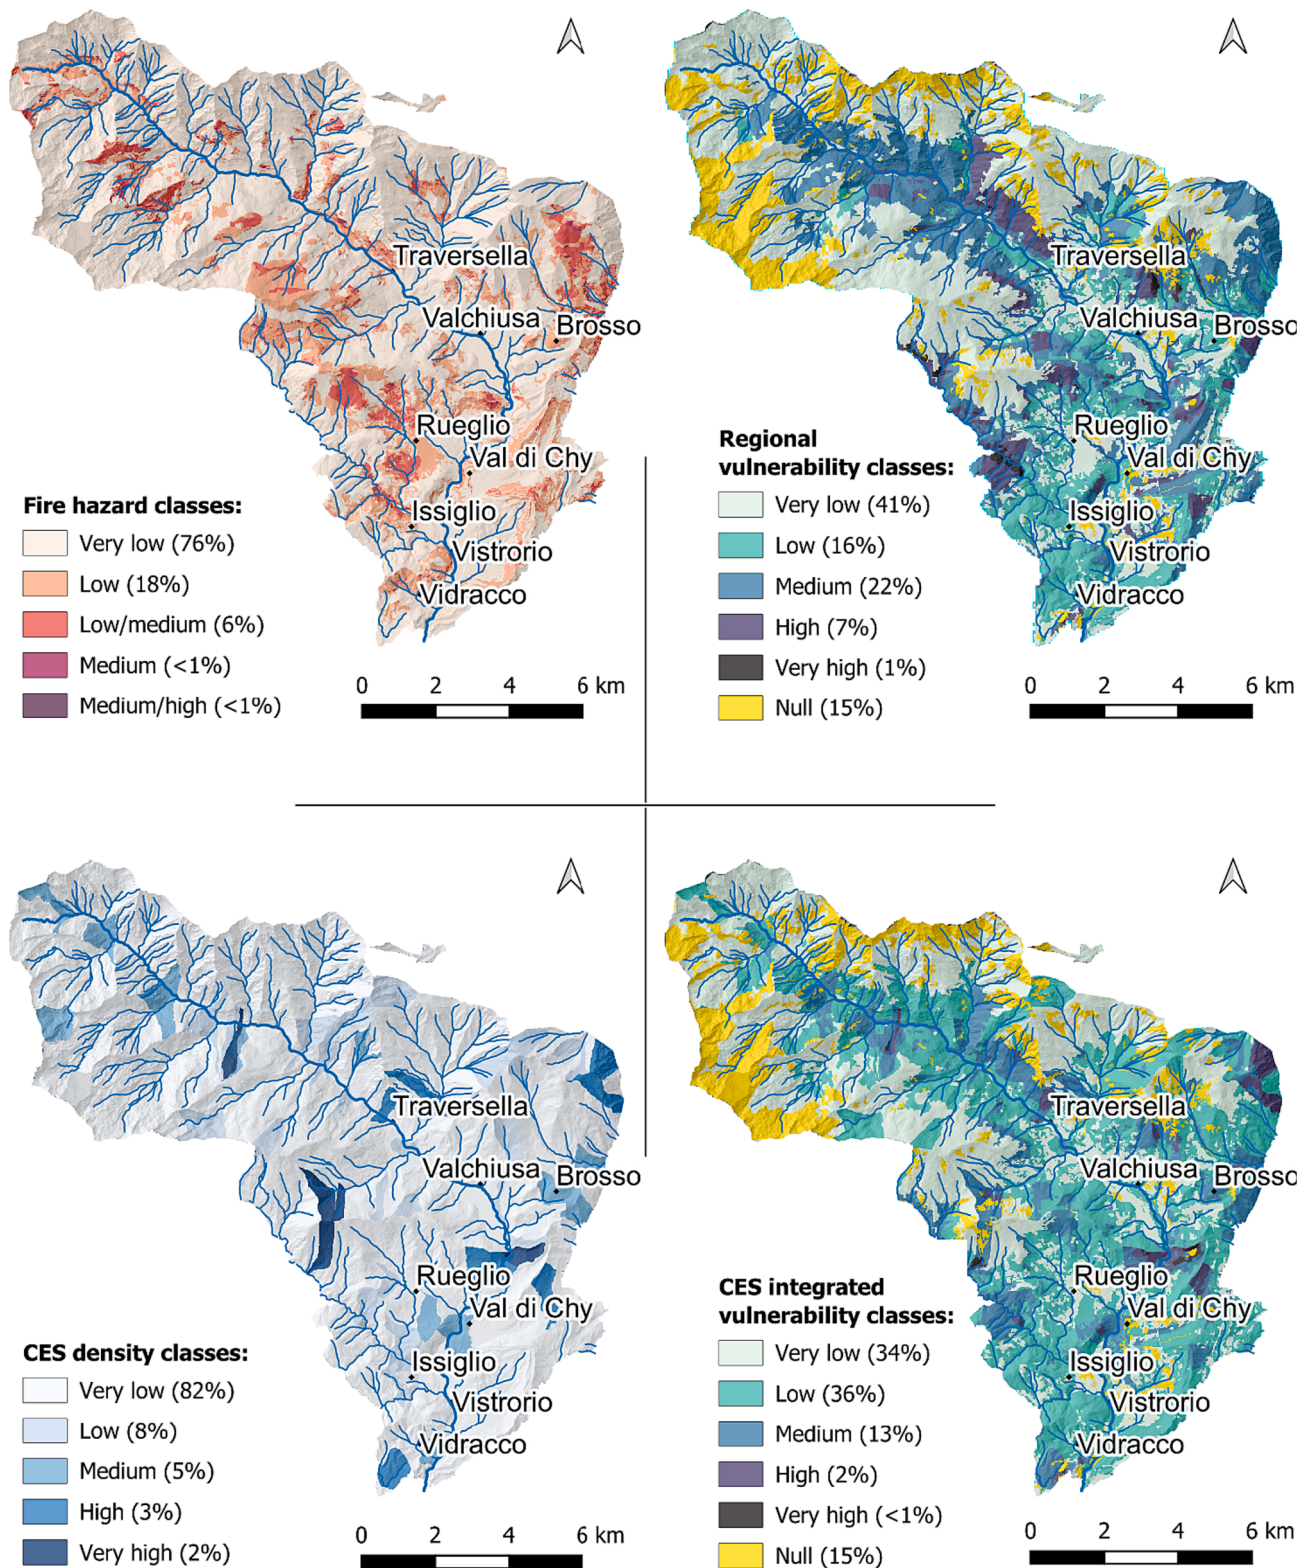 Traversella
Valchiusa
Brosso
Rueglio
Val di Chy
Issiglio
Vistrorio
Vidracco
Fire hazard classes:
Very low (76%)
Low (18%)
Low/medium (6%)
Medium (<1%)
Medium/high (<1%)
0 2 4 6 km
Traversella
Valchiusa
Brosso
Rueglio
Val di Chy
Issiglio
Vistrorio
Vidracco
Regional
vulnerability classes:
Very low (41%)
Low (16%)
Medium (22%)
High (7%)
Very high (1%)
Null (15%)
0 2 4 6 km
Traversella
Valchiusa
Brosso
Rueglio
Val di Chy
Issiglio
Vistrorio
Vidracco
CES density classes:
Very low (82%)
Low (8%)
Medium (5%)
High (3%)
Very high (2%)
0 2 4 6 km
Traversella
Valchiusa
Brosso
Rueglio
Val di Chy
Issiglio
Vistrorio
Vidracco
CES integrated
vulnerability classes:
Very low (34%)
Low (36%)
Medium (13%)
High (2%)
Very high (<1%)
Null (15%)
0 2 4 6 km